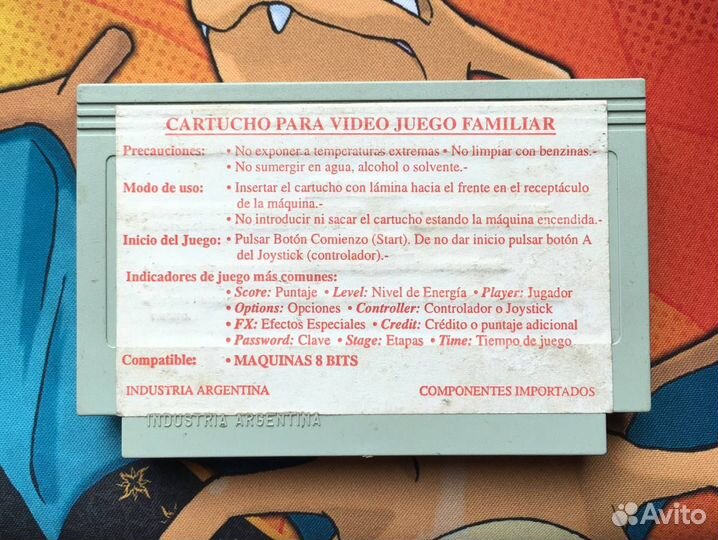 CARTUCHO PARA VIDEO JUEGO FAMILIAR
Precauciones: • No exponer a temperaturas extremas • No limpiar con benzinas.-
• No sumergir en agua, alcohol o solvente.-
Modo de uso: • Insertar el cartucho con lámina hacia el frente en el receptáculo
de la máquina.-
• No introducir ni sacar el cartucho estando la máquina encendida.-
Inicio del Juego: • Pulsar Botón Comienzo (Start). De no dar inicio pulsar botón A
del Joystick (controlador).-
Indicadores de juego más comunes:
• Score: Puntaje • Level: Nivel de Energía • Player: Jugador
• Options: Opciones • Controller: Controlador o Joystick
• FX: Efectos Especiales • Credit: Crédito o puntaje adicional
• Password: Clave • Stage: Etapas • Time: Tiempo de juego
Compatible: • MAQUINAS 8 BITS
INDUSTRIA ARGENTINA COMPONENTES IMPORTADOS
INDUSTRIA ARGENTINA
Avito